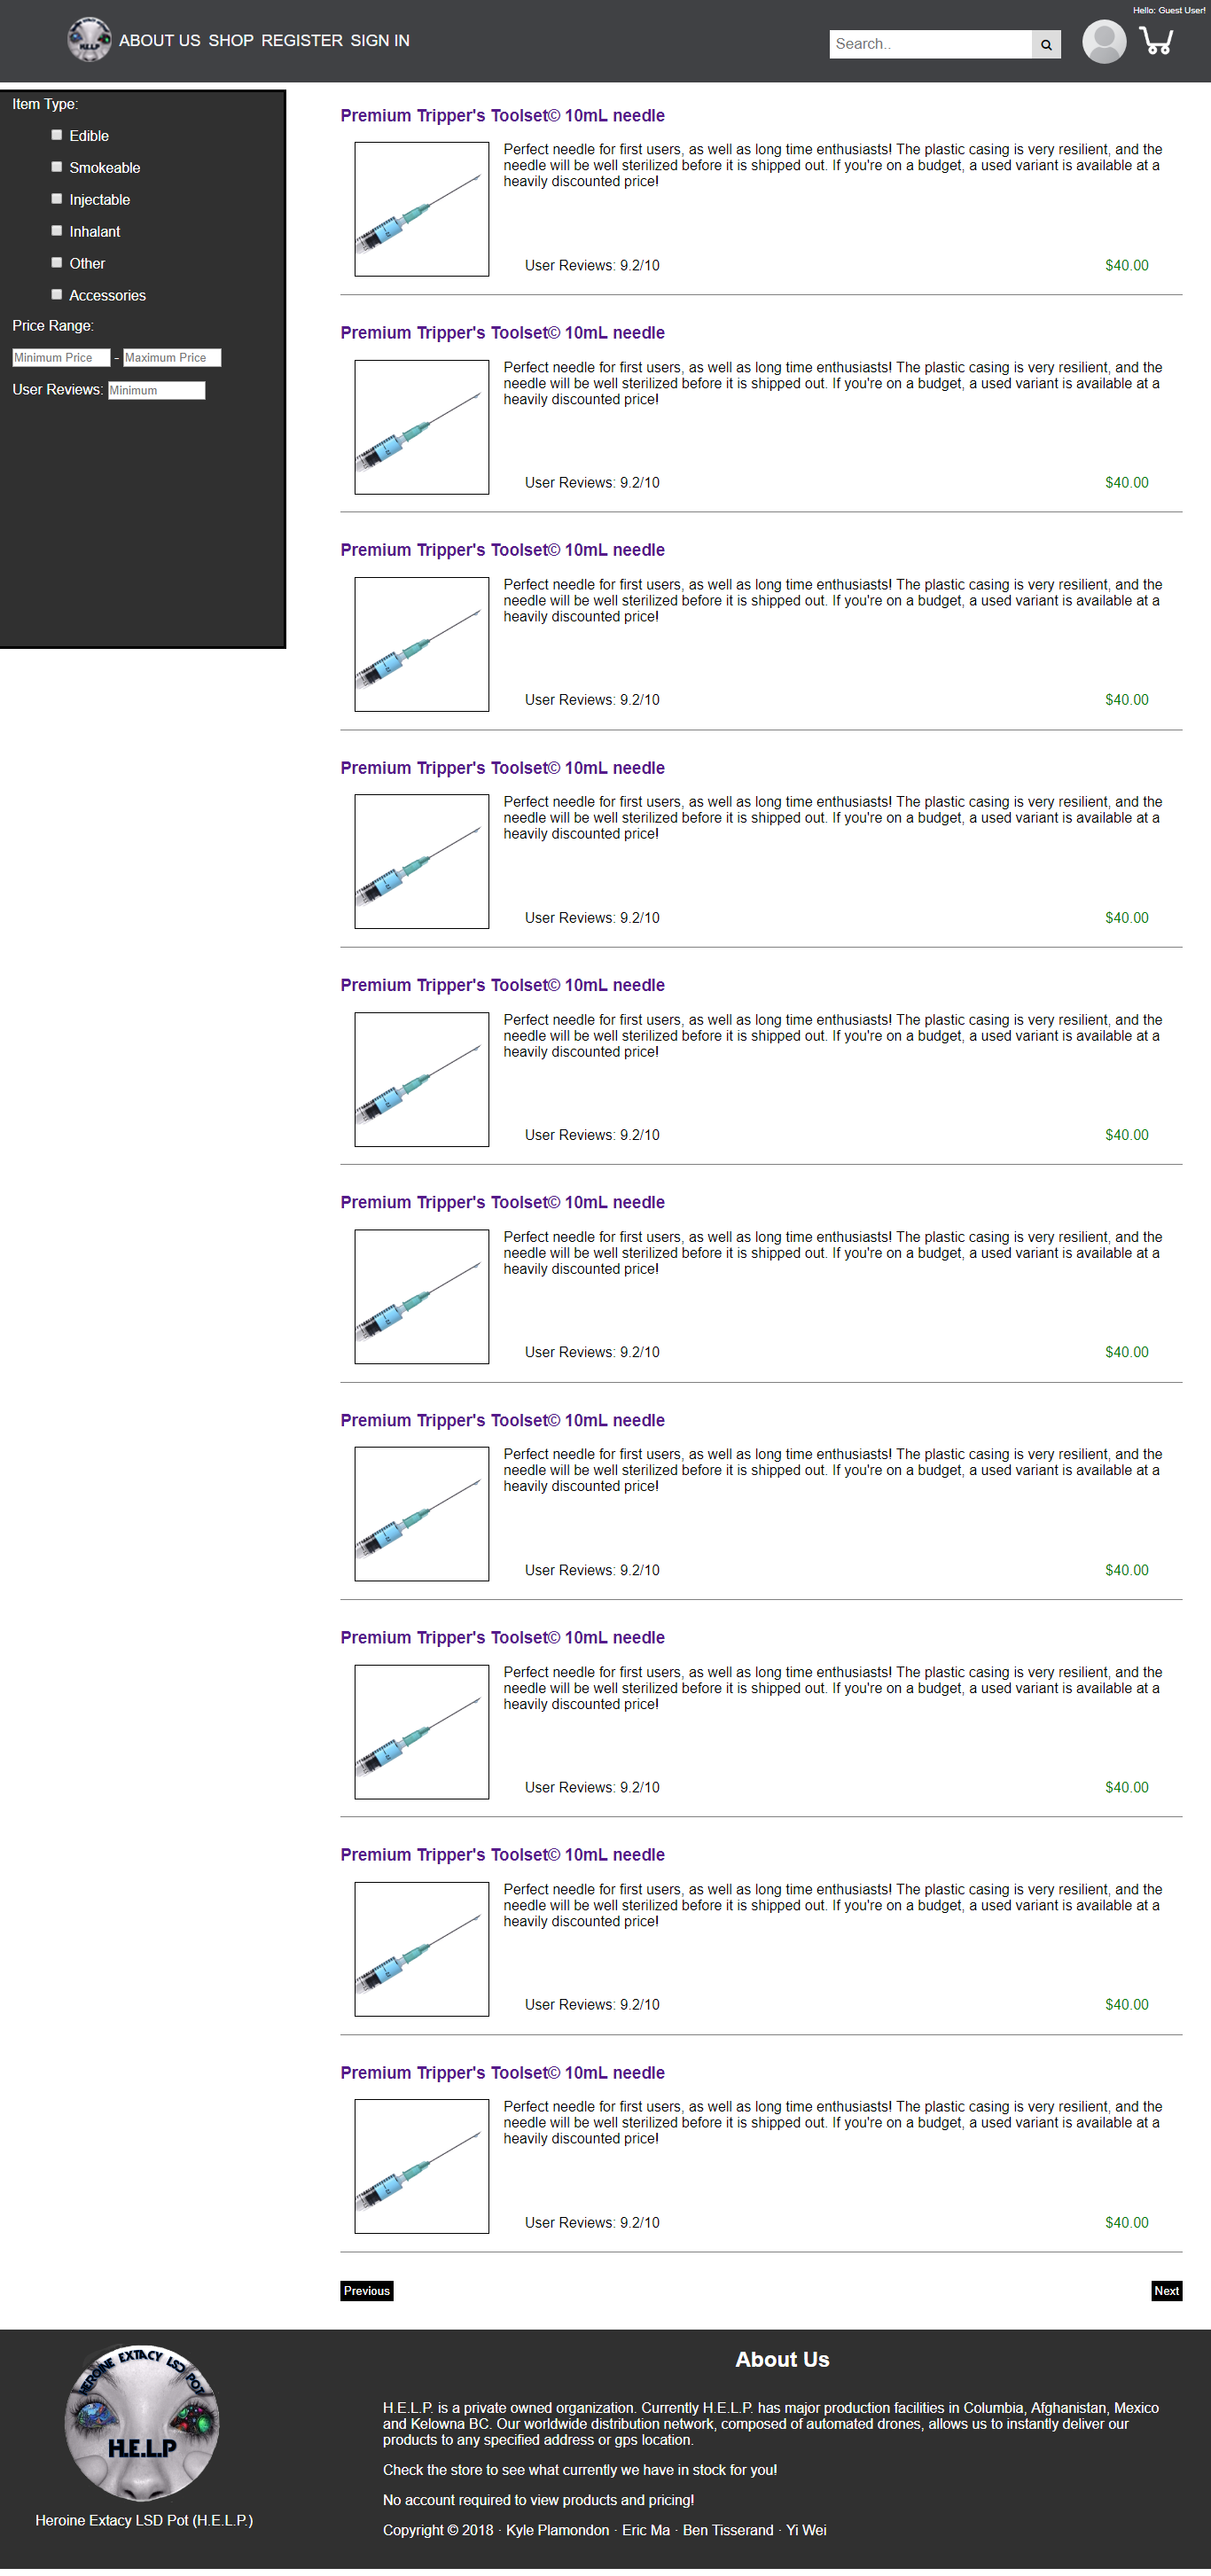 Hello: Guest User!
H.E.L.P
ABOUT US SHOP REGISTER SIGN IN
Search..
Item Type:
Edible
Smokeable
Injectable
Inhalant
Other
Accessories
Price Range:
Minimum Price - Maximum Price
User Reviews: Minimum
Premium Tripper's Toolset© 10mL needle
Perfect needle for first users, as well as long time enthusiasts! The plastic casing is very resilient, and the
needle will be well sterilized before it is shipped out. If you're on a budget, a used variant is available at a
heavily discounted price!
User Reviews: 9.2/10 $40.00
Premium Tripper's Toolset© 10mL needle
Perfect needle for first users, as well as long time enthusiasts! The plastic casing is very resilient, and the
needle will be well sterilized before it is shipped out. If you're on a budget, a used variant is available at a
heavily discounted price!
User Reviews: 9.2/10 $40.00
Premium Tripper's Toolset© 10mL needle
Perfect needle for first users, as well as long time enthusiasts! The plastic casing is very resilient, and the
needle will be well sterilized before it is shipped out. If you're on a budget, a used variant is available at a
heavily discounted price!
User Reviews: 9.2/10 $40.00
Premium Tripper's Toolset© 10mL needle
Perfect needle for first users, as well as long time enthusiasts! The plastic casing is very resilient, and the
needle will be well sterilized before it is shipped out. If you're on a budget, a used variant is available at a
heavily discounted price!
User Reviews: 9.2/10 $40.00
Premium Tripper's Toolset© 10mL needle
Perfect needle for first users, as well as long time enthusiasts! The plastic casing is very resilient, and the
needle will be well sterilized before it is shipped out. If you're on a budget, a used variant is available at a
heavily discounted price!
User Reviews: 9.2/10 $40.00
Premium Tripper's Toolset© 10mL needle
Perfect needle for first users, as well as long time enthusiasts! The plastic casing is very resilient, and the
needle will be well sterilized before it is shipped out. If you're on a budget, a used variant is available at a
heavily discounted price!
User Reviews: 9.2/10 $40.00
Premium Tripper's Toolset© 10mL needle
Perfect needle for first users, as well as long time enthusiasts! The plastic casing is very resilient, and the
needle will be well sterilized before it is shipped out. If you're on a budget, a used variant is available at a
heavily discounted price!
User Reviews: 9.2/10 $40.00
Premium Tripper's Toolset© 10mL needle
Perfect needle for first users, as well as long time enthusiasts! The plastic casing is very resilient, and the
needle will be well sterilized before it is shipped out. If you're on a budget, a used variant is available at a
heavily discounted price!
User Reviews: 9.2/10 $40.00
Premium Tripper's Toolset© 10mL needle
Perfect needle for first users, as well as long time enthusiasts! The plastic casing is very resilient, and the
needle will be well sterilized before it is shipped out. If you're on a budget, a used variant is available at a
heavily discounted price!
User Reviews: 9.2/10 $40.00
Premium Tripper's Toolset© 10mL needle
Perfect needle for first users, as well as long time enthusiasts! The plastic casing is very resilient, and the
needle will be well sterilized before it is shipped out. If you're on a budget, a used variant is available at a
heavily discounted price!
User Reviews: 9.2/10 $40.00
Previous Next
HEROINE EXTACY LSD POT
H.E.L.P
Heroine Extacy LSD Pot (H.E.L.P.)
About Us
H.E.L.P. is a private owned organization. Currently H.E.L.P. has major production facilities in Columbia, Afghanistan, Mexico
and Kelowna BC. Our worldwide distribution network, composed of automated drones, allows us to instantly deliver our
products to any specified address or gps location.
Check the store to see what currently we have in stock for you!
No account required to view products and pricing!
Copyright © 2018 · Kyle Plamondon · Eric Ma · Ben Tisserand · Yi Wei